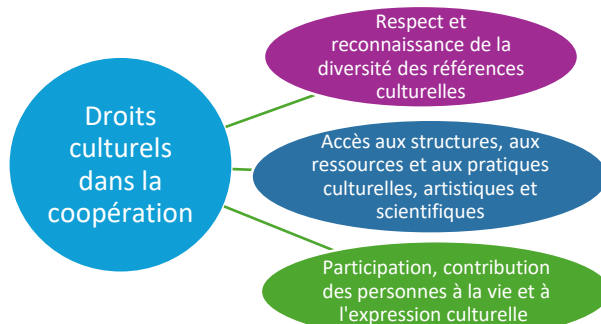 Droits
culturels
dans la
coopération
Respect et
reconnaissance de la
diversité des références
culturelles
Accès aux structures, aux
ressources et aux pratiques
culturelles, artistiques et
scientifiques
Participation, contribution
des personnes à la vie et à
l'expression culturelle